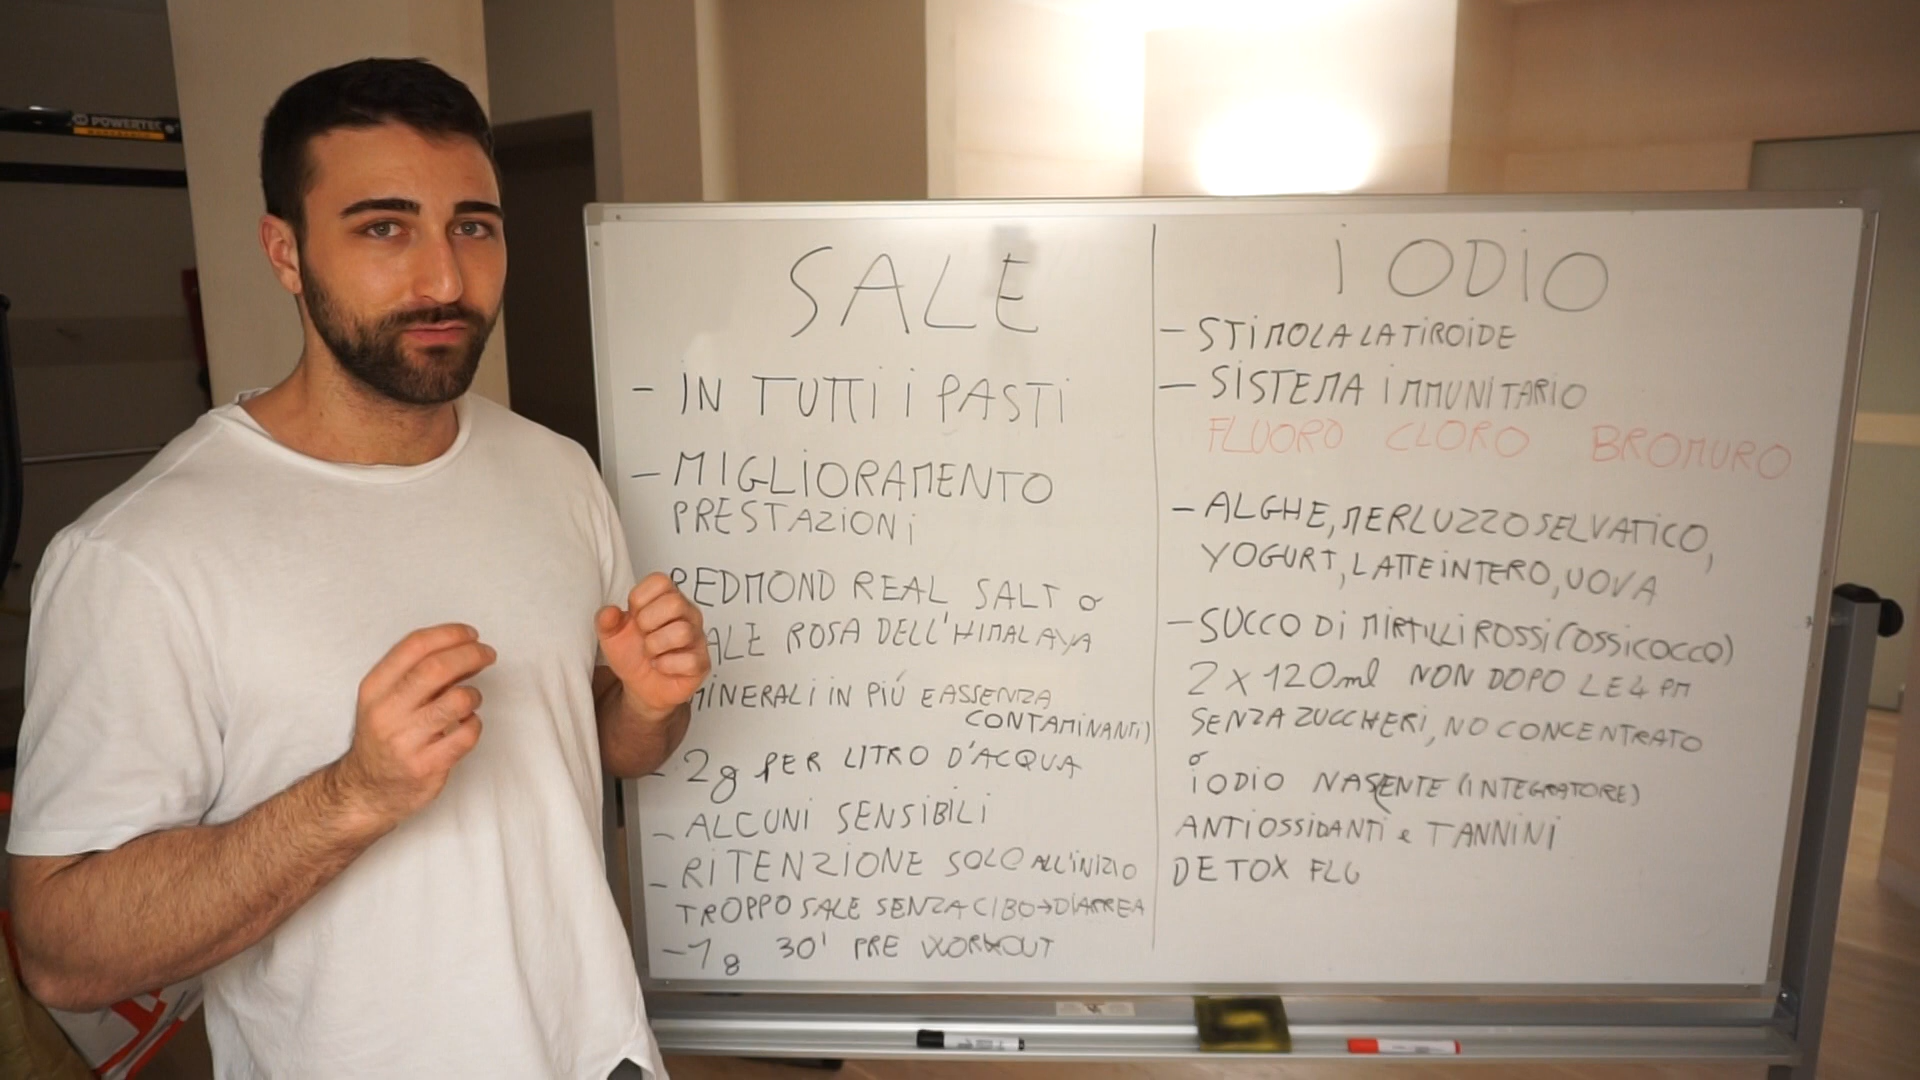 POWERTEC
SALE
- IN TUTTI I PASTI
- MIGLIORAMENTO
PRESTAZIONI
REDMOND REAL SALT o
SALE ROSA DELL'HIMALAYA
MINERALI IN PIÚ E ASSENZA
CONTAMINANTI)
- 2g PER LITRO D'ACQUA
- ALCUNI SENSIBILI
- RITENZIONE SOLO ALL'INIZIO
TROPPO SALE SENZA CIBO→DIARREA
- 1g 30' PRE WORKOUT
IODIO
- STIMOLA LA TIROIDE
- SISTEMA IMMUNITARIO
FLUORO CLORO BROMURO
- ALGHE, MERLUZZO SELVATICO,
YOGURT, LATTE INTERO, UOVA
- SUCCO DI MIRTILLI ROSSI (OSSICOCCO)
2 X 120ml NON DOPO LE 4 PM
SENZA ZUCCHERI, NO CONCENTRATO
o
IODIO NASCENTE (INTEGRATORE)
ANTIOSSIDANTI e TANNINI
DETOX FLU